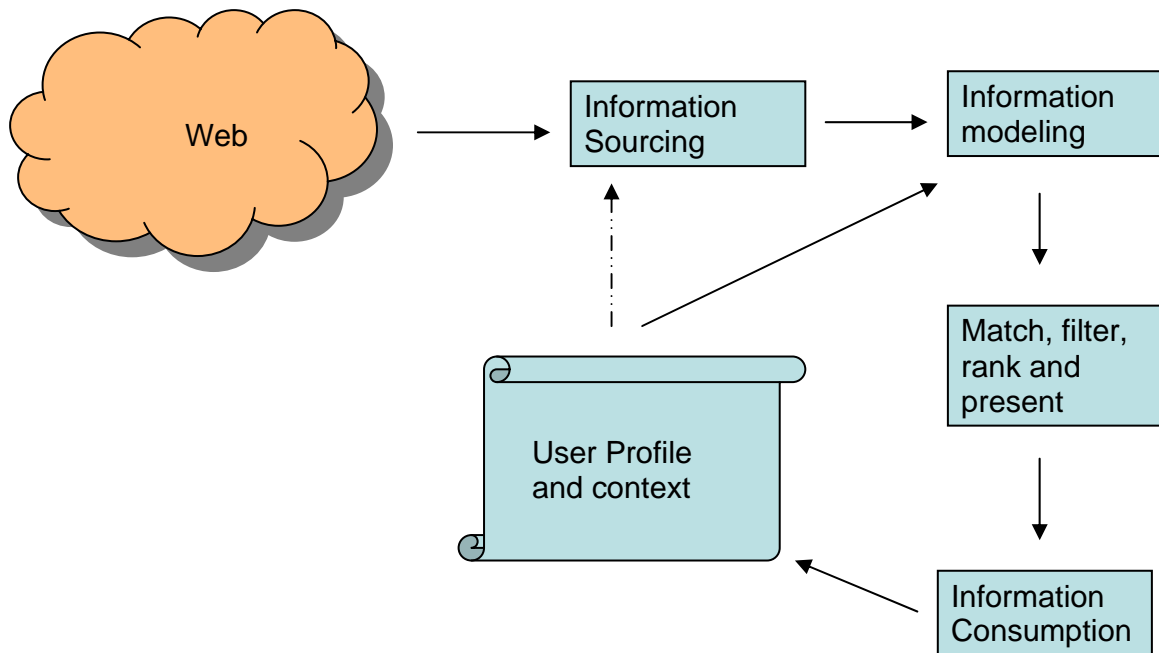 Web
Information
Sourcing
Information
modeling
Match, filter,
rank and
present
User Profile
and context
Information
Consumption